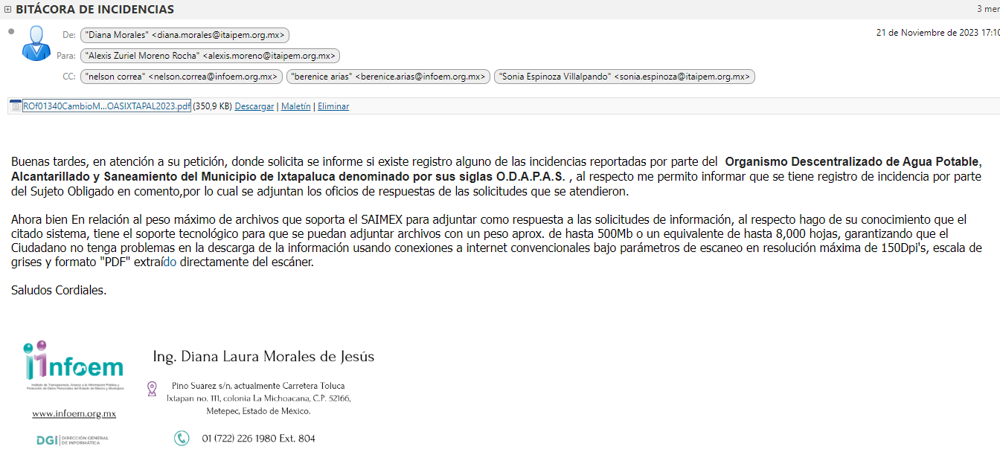 BITÁCORA DE INCIDENCIAS
3 mer
De: "Diana Morales" <diana.morales@itaipem.org.mx>
21 de Noviembre de 2023 17:10
Para: "Alexis Zuriel Moreno Rocha" <alexis.moreno@itaipem.org.mx>
CC: "nelson correa" <nelson.correa@infoem.org.mx> "berenice arias" <berenice.arias@infoem.org.mx> "Sonia Espinoza Villalpando" <sonia.espinoza@itaipem.org.mx>
ROf01340CambioM...OASIXTAPAL2023.pdf (350,9 KB) Descargar | Maletín | Eliminar
Buenas tardes, en atención a su petición, donde solicita se informe si existe registro alguno de las incidencias reportadas por parte del Organismo Descentralizado de Agua Potable,
Alcantarillado y Saneamiento del Municipio de Ixtapaluca denominado por sus siglas O.D.A.P.A.S. , al respecto me permito informar que se tiene registro de incidencia por parte
del Sujeto Obligado en comento,por lo cual se adjuntan los oficios de respuestas de las solicitudes que se atendieron.
Ahora bien En relación al peso máximo de archivos que soporta el SAIMEX para adjuntar como respuesta a las solicitudes de información, al respecto hago de su conocimiento que el
citado sistema, tiene el soporte tecnológico para que se puedan adjuntar archivos con un peso aprox. de hasta 500Mb o un equivalente de hasta 8,000 hojas, garantizando que el
Ciudadano no tenga problemas en la descarga de la información usando conexiones a internet convencionales bajo parámetros de escaneo en resolución máxima de 150Dpi's, escala de
grises y formato "PDF" extraído directamente del escáner.
Saludos Cordiales.
infoem
Instituto de Transparencia, Acceso a la Información Pública y
Protección de Datos Personales del Estado de México y Municipios
www.infoem.org.mx
DGI DIRECCIÓN GENERAL
DE INFORMÁTICA
Ing. Diana Laura Morales de Jesús
Pino Suárez s/n, actualmente Carretera Toluca
Ixtapan no. 111, colonia La Michoacana, C.P. 52166,
Metepec, Estado de México.
01 (722) 226 1980 Ext. 804